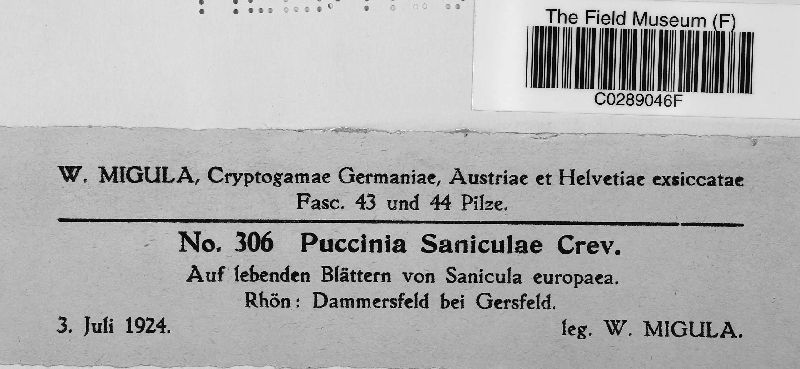 The Field Museum (F)
C0289046F
W. MIGULA, Cryptogamae Germaniae, Austriae et Helvetiae exsiccatae
Fasc. 43 und 44 Pilze.
No. 306 Puccinia Saniculae Crev.
Auf lebenden Blättern von Sanicula europaea.
Rhön: Dammersfeld bei Gersfeld.
3. Juli 1924. leg. W. MIGULA.